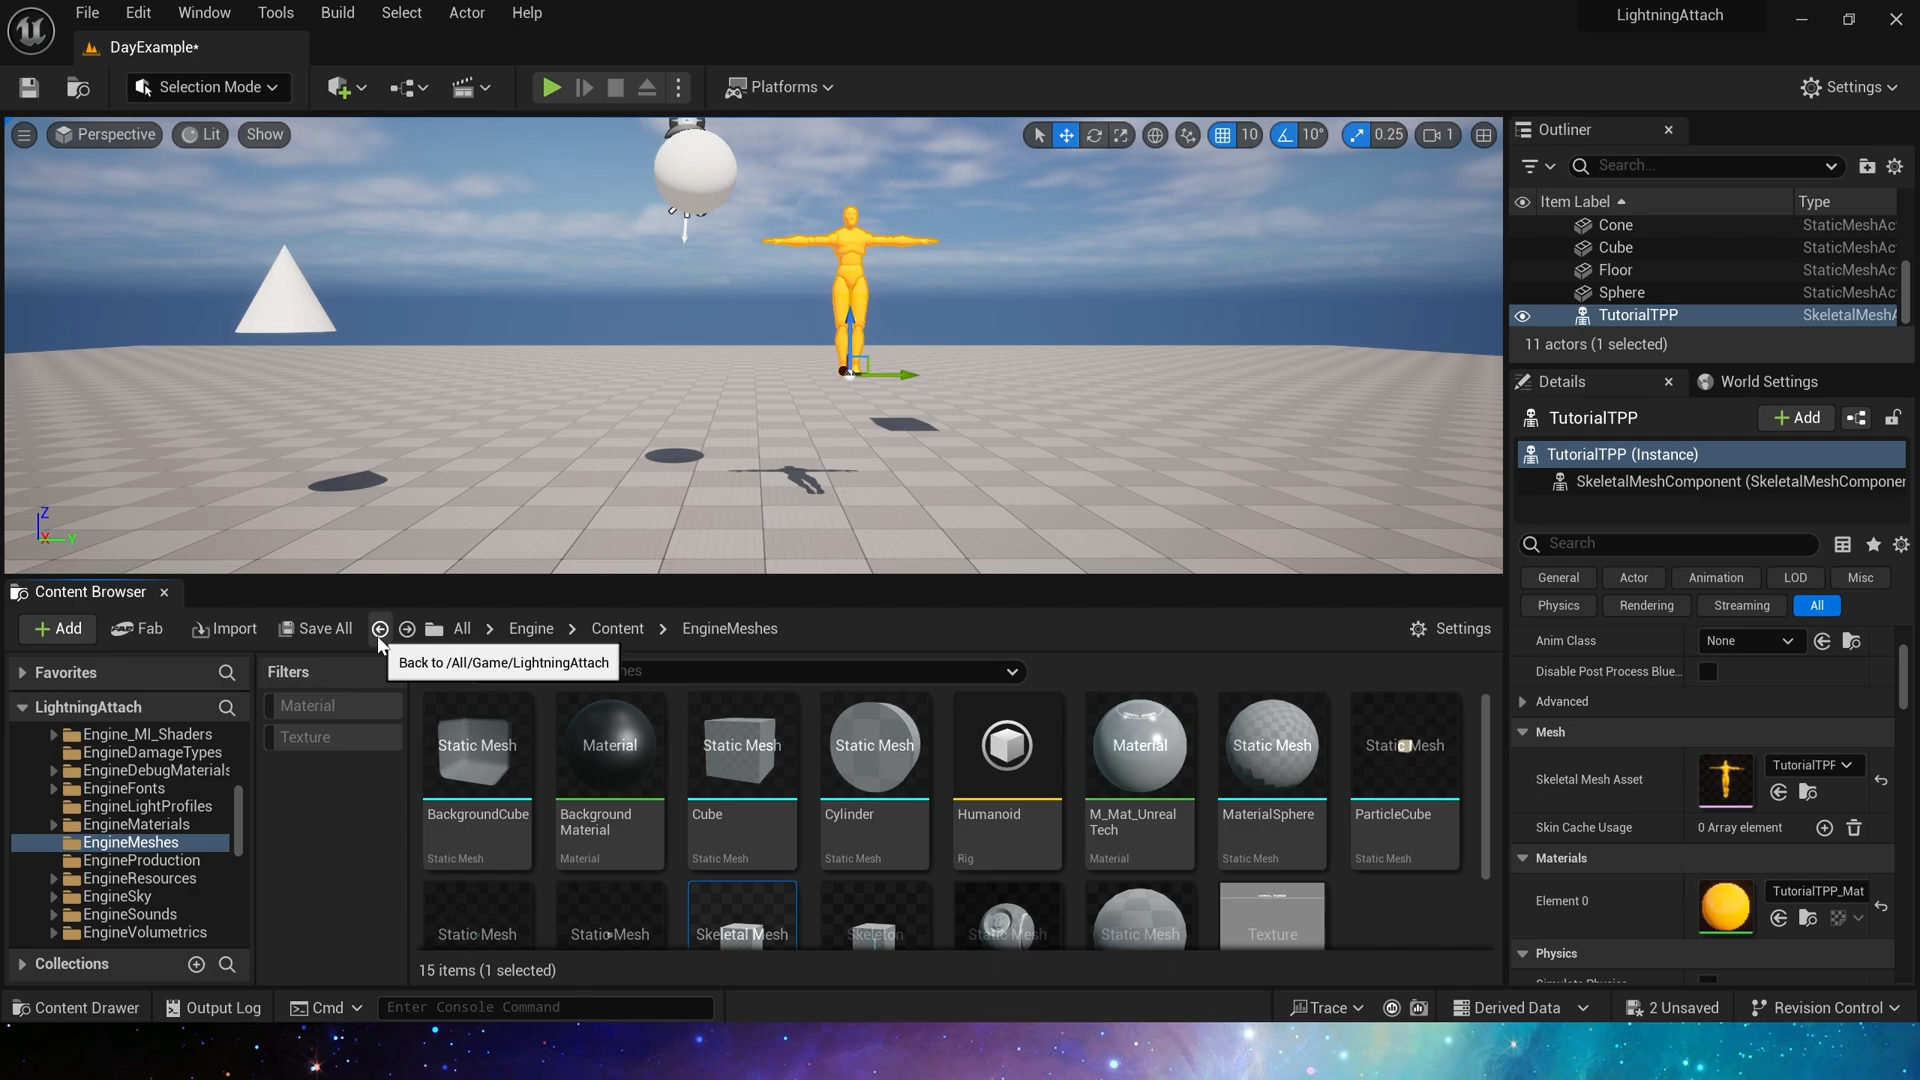 File Edit Window Tools Build Select Actor Help
LightningAttach
DayExample*
Selection Mode
Platforms
Settings
Perspective Lit Show
10 10° 0.25 1
Z
X Y
Outliner
Search...
Item Label Type
Cone StaticMeshAc
Cube StaticMeshAc
Floor StaticMeshAc
Sphere StaticMeshAc
TutorialTPP SkeletalMeshA
11 actors (1 selected)
Details World Settings
TutorialTPP Add
TutorialTPP (Instance)
SkeletalMeshComponent (SkeletalMeshComponer
Search
General Actor Animation LOD Misc
Physics Rendering Streaming All
Anim Class None
Disable Post Process Blue...
Advanced
Mesh
Skeletal Mesh Asset TutorialTPF
Skin Cache Usage 0 Array element
Materials
Element 0 TutorialTPP_Mat
Physics
Content Browser
Add Fab Import Save All All Engine Content EngineMeshes Settings
Back to /All/Game/LightningAttach
Favorites
LightningAttach
Engine_MI_Shaders
EngineDamageTypes
EngineDebugMaterials
EngineFonts
EngineLightProfiles
EngineMaterials
EngineMeshes
EngineProduction
EngineResources
EngineSky
EngineSounds
EngineVolumetrics
Collections
Filters
Material
Texture
Static Mesh Material Static Mesh Static Mesh Material Static Mesh Static Mesh
BackgroundCube Background Material Cube Cylinder Humanoid M_Mat_Unreal Tech MaterialSphere ParticleCube
Static Mesh Material Static Mesh Static Mesh Rig Material Static Mesh Static Mesh
Static Mesh Static Mesh Skeletal Mesh Skeleton Static Mesh Static Mesh Texture
15 items (1 selected)
Content Drawer Output Log Cmd Enter Console Command Trace Derived Data 2 Unsaved Revision Control